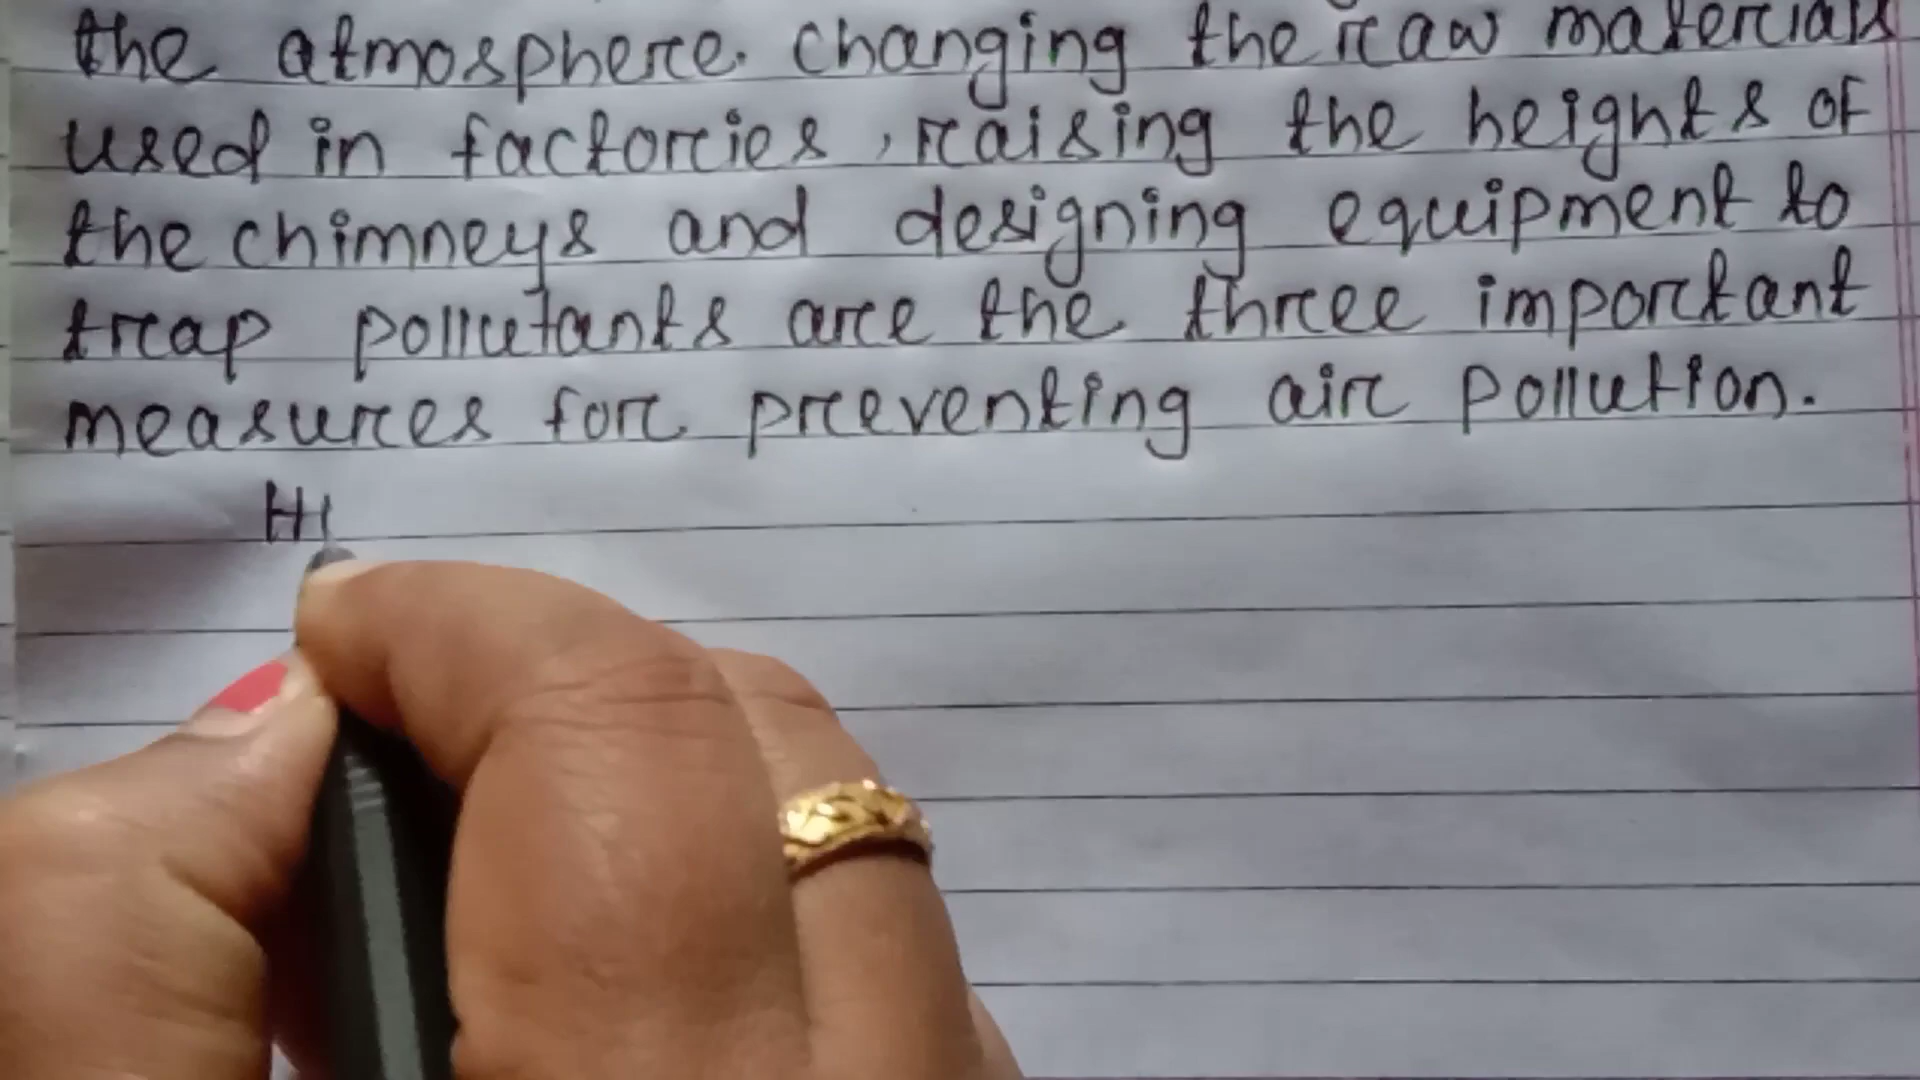 the atmosphere. changing the raw materials
used in factories, raising the heights of
the chimneys and designing equipment to
trap pollutants are the three important
measures for preventing air pollution.
H